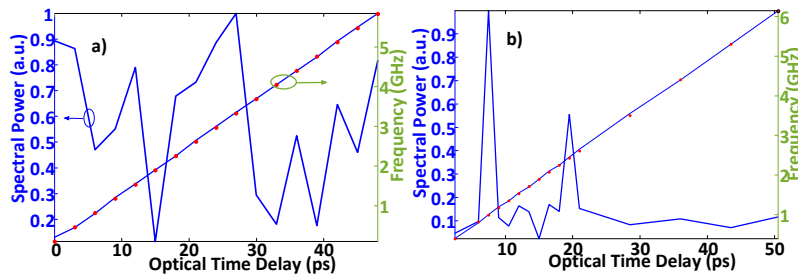 a)
Spectral Power (a.u.)
1
0.9
0.8
0.7
0.6
0.5
0.4
0.3
0.2
0 10 20 30 40
Optical Time Delay (ps)
5
4
3
2
1
Frequency (GHz)
b)
Spectral Power (a.u.)
0.9
0.8
0.7
0.6
0.5
0.4
0.3
0.2
0.1
10 20 30 40 50
Optical Time Delay (ps)
6
5
4
3
2
1
Frequency (GHz)